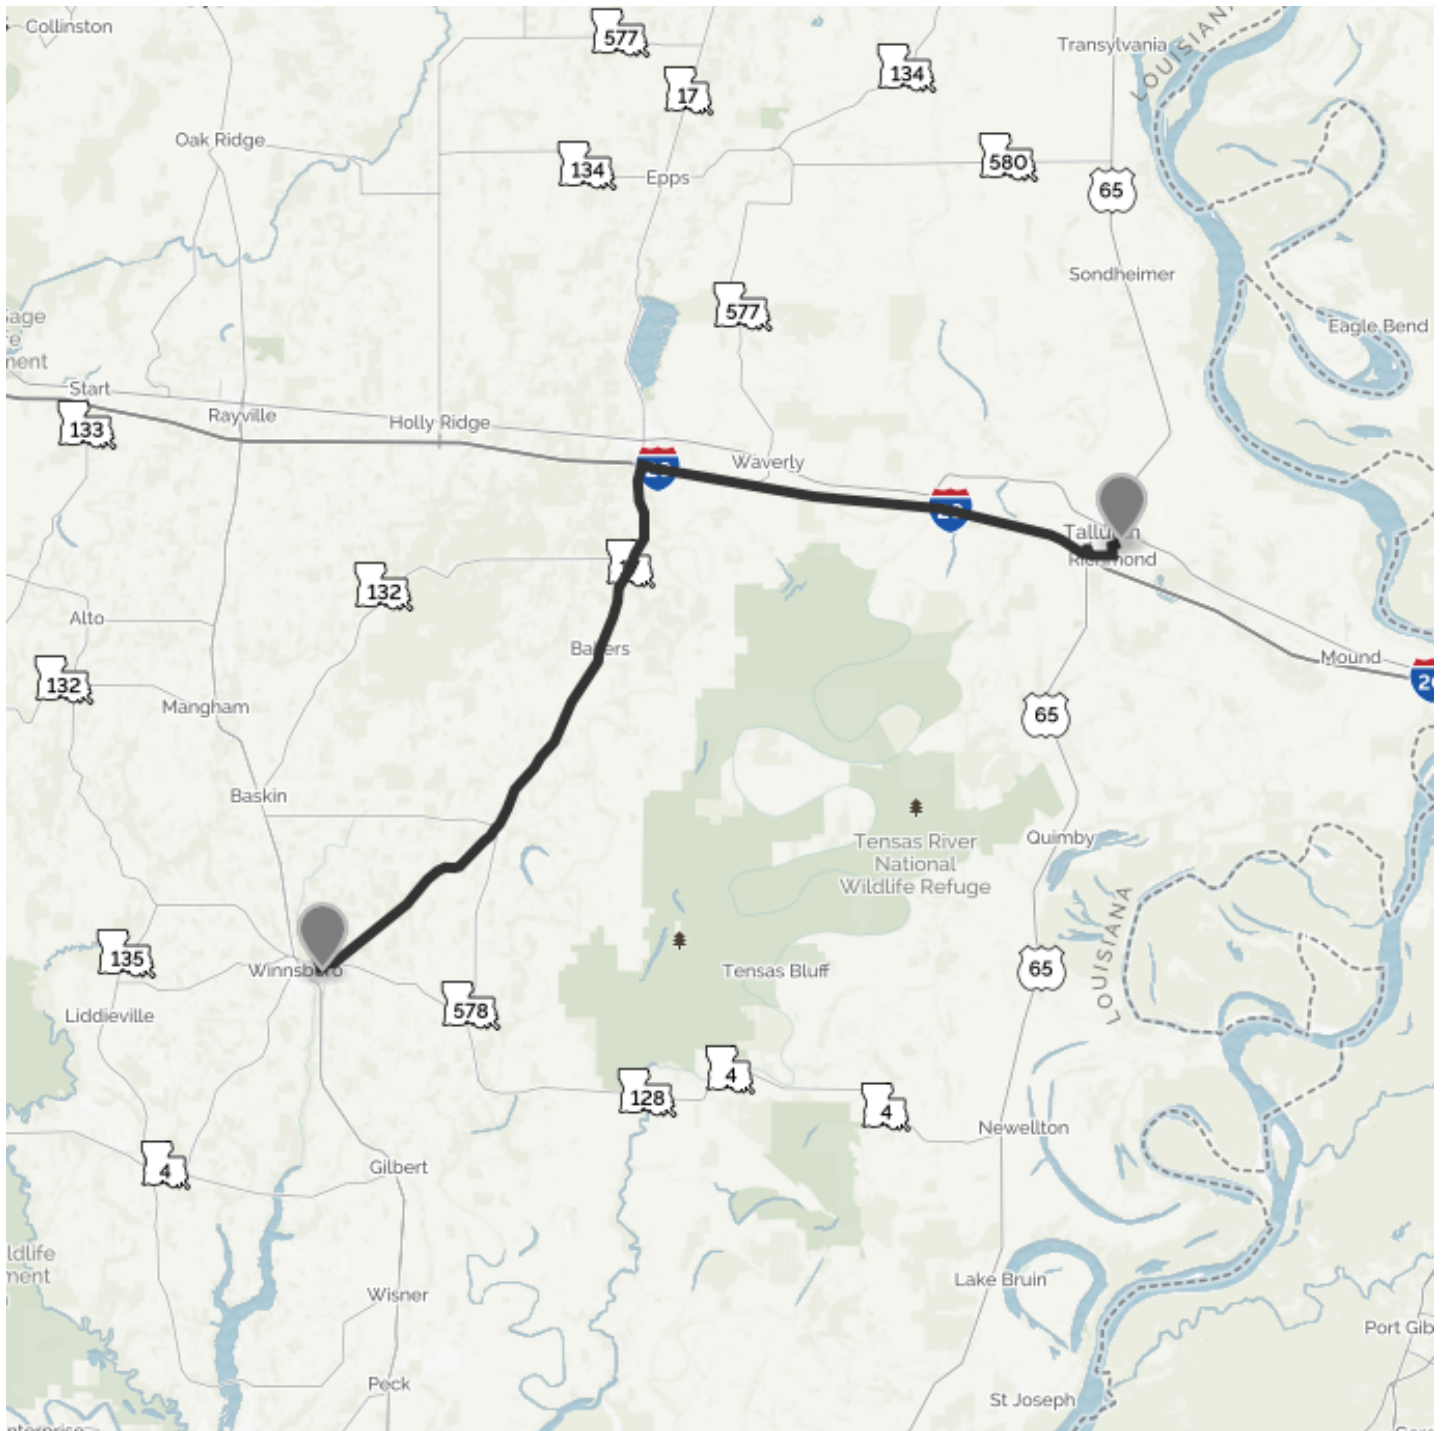 Collinston
577
Transylvania
LOUISIANA
134
17
Oak Ridge
134
580
Epps
65
Sondheimer
577
Eagle Bend
Start
Rayville
133
Holly Ridge
Waverly
Richmond
132
Alto
132
Mound
Mangham
65
Baskin
Quimby
Tensas River
National
Wildlife Refuge
LOUISIANA
135
Winnsboro
65
Tensas Bluff
578
Liddieville
4
128
4
Newellton
4
Gilbert
Lake Bruin
Wisner
Peck
St Joseph